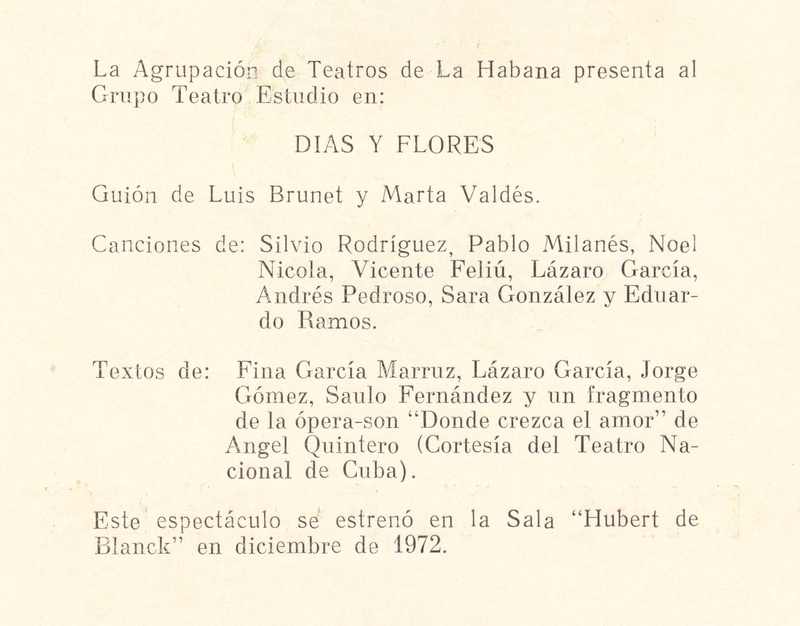 La Agrupación de Teatros de La Habana presenta al
Grupo Teatro Estudio en:
DIAS Y FLORES
Guión de Luis Brunet y Marta Valdés.
Canciones de: Silvio Rodríguez, Pablo Milanés, Noel
Nicola, Vicente Feliú, Lázaro García,
Andrés Pedroso, Sara González y Eduar-
do Ramos.
Textos de: Fina García Marruz, Lázaro García, Jorge
Gómez, Saulo Fernández y un fragmento
de la ópera-son “Donde crezca el amor” de
Angel Quintero (Cortesía del Teatro Na-
cional de Cuba).
Este espectáculo se estrenó en la Sala “Hubert de
Blanck” en diciembre de 1972.